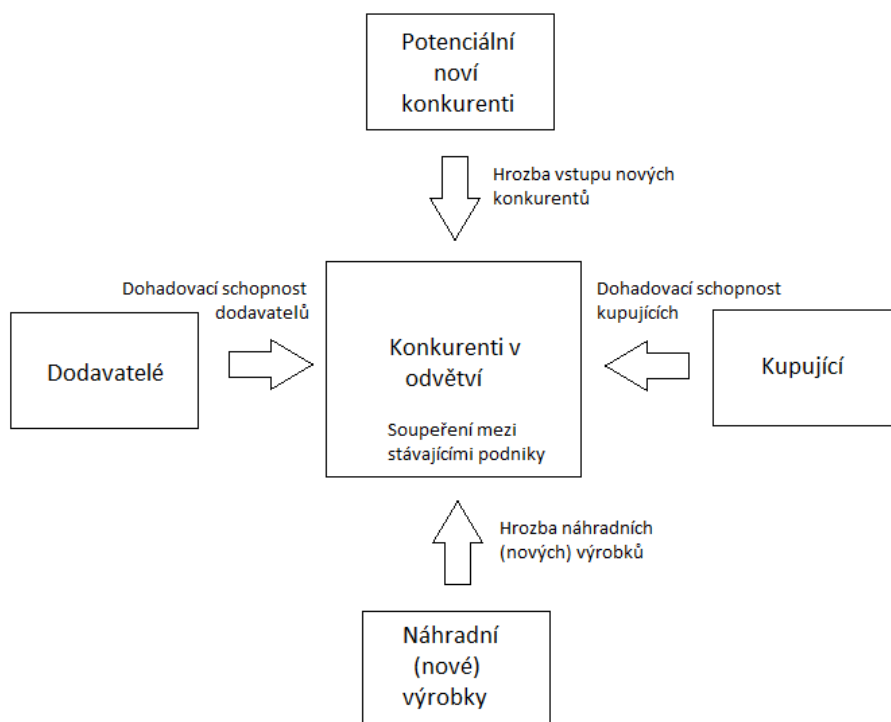 Potenciální
noví
konkurenti
Hrozba vstupu nových
konkurentů
Dohadovací schopnost
dodavatelů
Dohadovací schopnost
kupujících
Dodavatelé
Konkurenti v
odvětví
Soupeření mezi
stávajícími podniky
Kupující
Hrozba náhradních
(nových) výrobků
Náhradní
(nové)
výrobky